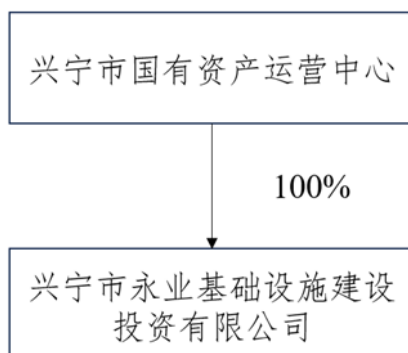 兴宁市国有资产运营中心
100%
兴宁市永业基础设施建设
投资有限公司